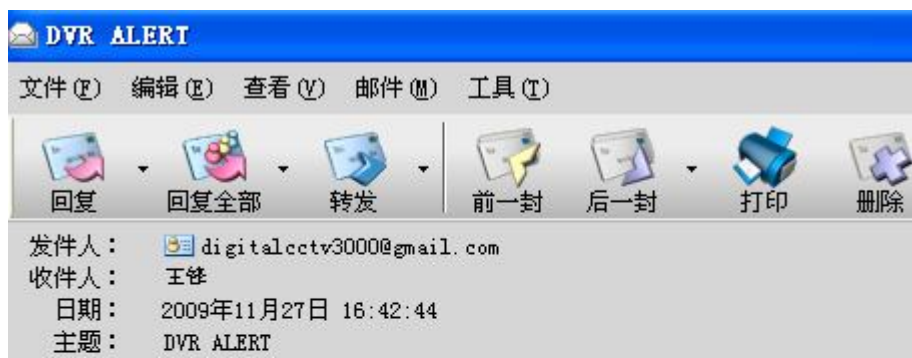 DVR ALERT
文件(F) 编辑(E) 查看(V) 邮件(M) 工具(T)
回复 回复全部 转发 前一封 后一封 打印 删除
发件人： digitalcctv3000@gmail.com
收件人： 王锋
日期： 2009年11月27日 16:42:44
主题： DVR ALERT